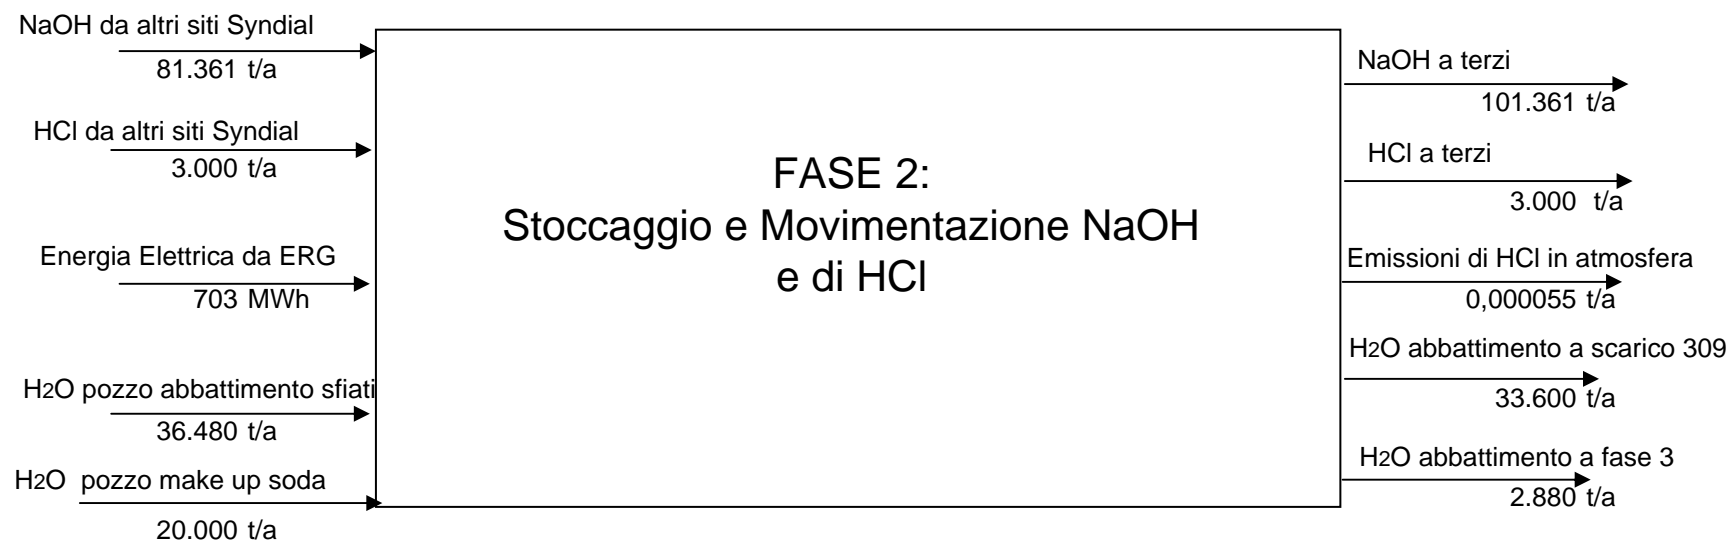 NaOH da altri siti Syndial
81.361 t/a
HCl da altri siti Syndial
3.000 t/a
Energia Elettrica da ERG
703 MWh
H2O pozzo abbattimento sfiati
36.480 t/a
H2O pozzo make up soda
20.000 t/a
FASE 2:
Stoccaggio e Movimentazione NaOH
e di HCl
NaOH a terzi
101.361 t/a
HCl a terzi
3.000 t/a
Emissioni di HCl in atmosfera
0,000055 t/a
H2O abbattimento a scarico 309
33.600 t/a
H2O abbattimento a fase 3
2.880 t/a